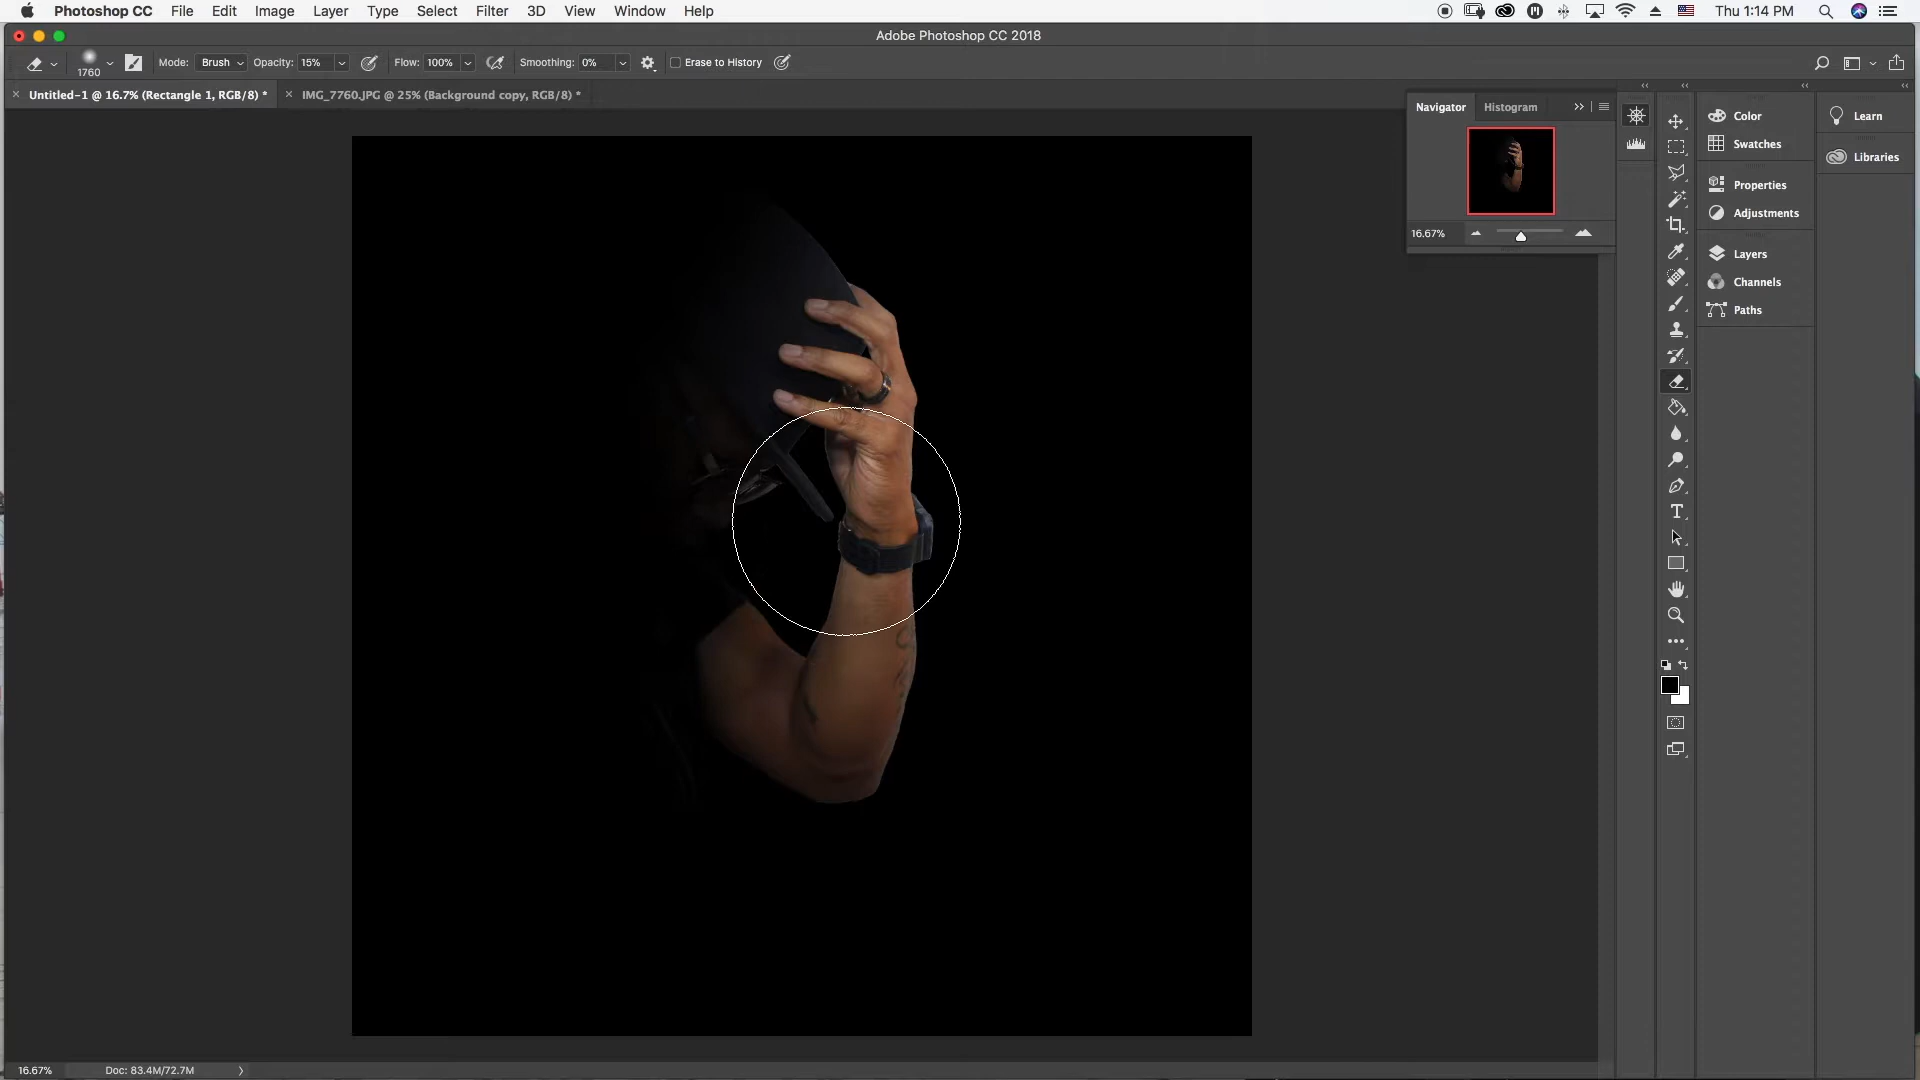 Photoshop CC File Edit Image Layer Type Select Filter 3D View Window Help Thu 1:14 PM
Adobe Photoshop CC 2018
1760 Mode: Brush Opacity: 15% Flow: 100% Smoothing: 0% Erase to History
× Untitled-1 @ 16.7% (Rectangle 1, RGB/8) * × IMG_7760.JPG @ 25% (Background copy, RGB/8) *
Navigator Histogram
16.67%
Color
Swatches
Properties
Adjustments
Layers
Channels
Paths
Learn
Libraries
16.67% Doc: 83.4M/72.7M